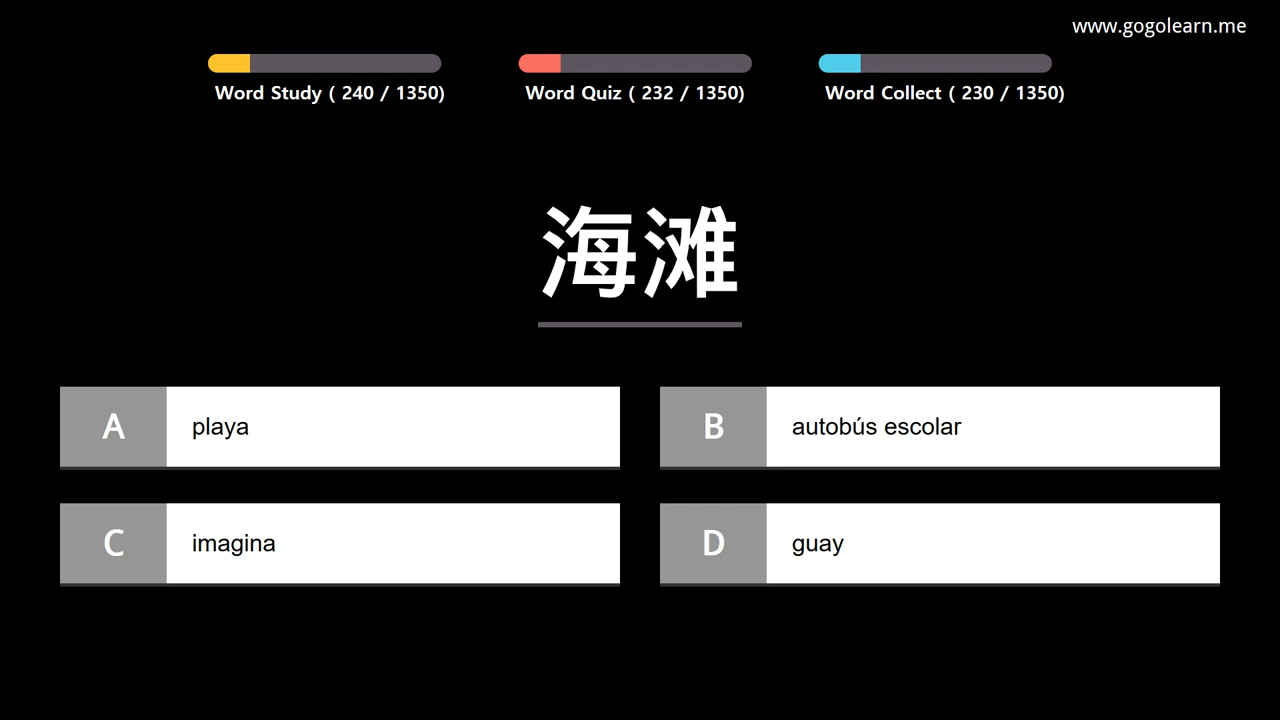 www.gogolearn.me
Word Study ( 240 / 1350)
Word Quiz ( 232 / 1350)
Word Collect ( 230 / 1350)
海滩
A playa
B autobús escolar
C imagina
D guay